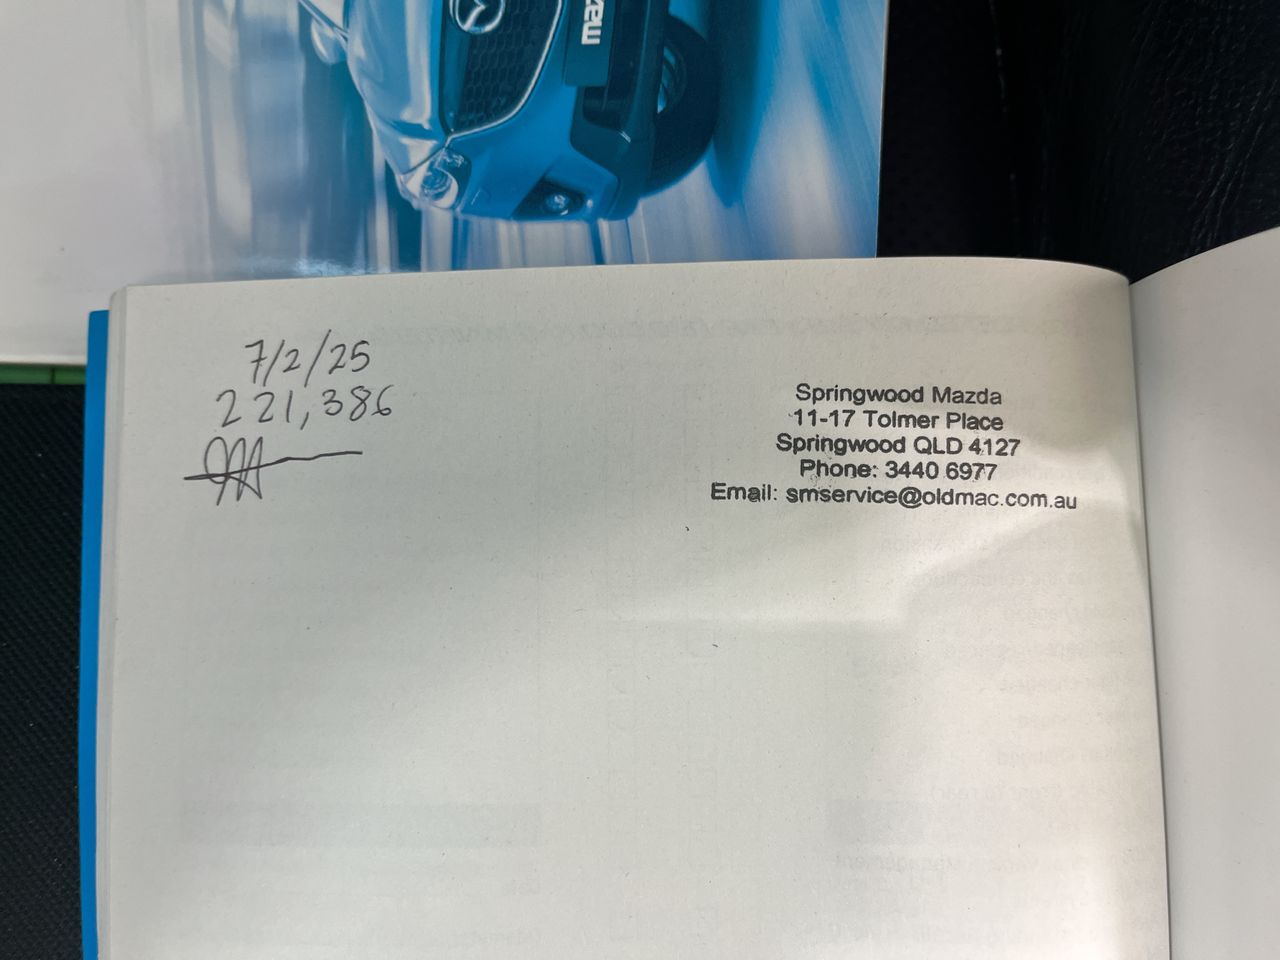 maz
7/2/25
221,386
Springwood Mazda
11-17 Tolmer Place
Springwood QLD 4127
Phone: 3440 6977
Email: smservice@oldmac.com.au